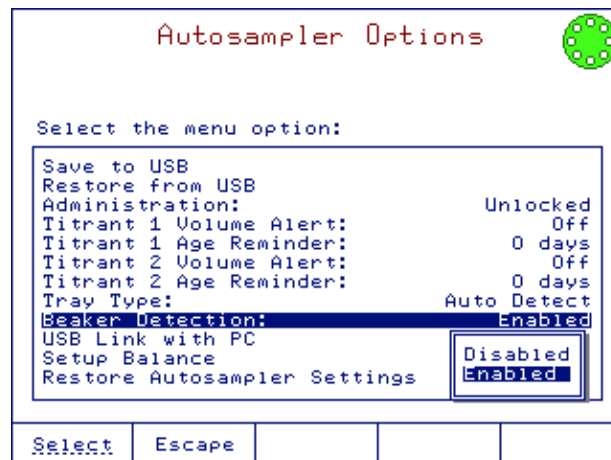 Autosampler Options
Select the menu option:
Save to USB
Restore from USB
Administration: Unlocked
Titrant 1 Volume Alert: Off
Titrant 1 Age Reminder: 0 days
Titrant 2 Volume Alert: Off
Titrant 2 Age Reminder: 0 days
Tray Type: Auto Detect
Beaker Detection: Enabled
USB Link with PC
Setup Balance
Restore Autosampler Settings
Disabled
Enabled
Select Escape